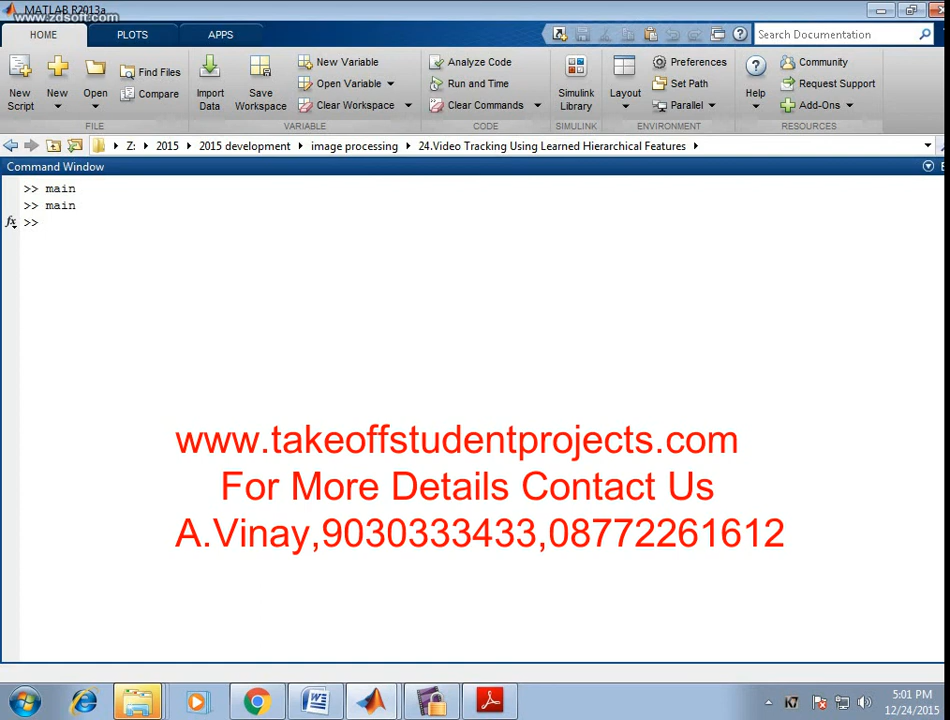 MATLAB R2013a
www.zdsoft.com
HOME PLOTS APPS Search Documentation
New Script New Open Find Files Compare Import Data Save Workspace New Variable Open Variable Clear Workspace Analyze Code Run and Time Clear Commands Simulink Library Layout Preferences Set Path Parallel Help Community Request Support Add-Ons
FILE VARIABLE CODE SIMULINK ENVIRONMENT RESOURCES
Z: 2015 2015 development image processing 24.Video Tracking Using Learned Hierarchical Features
Command Window
>> main
>> main
fx >>
www.takeoffstudentprojects.com
For More Details Contact Us
A.Vinay,9030333433,08772261612
5:01 PM
12/24/2015